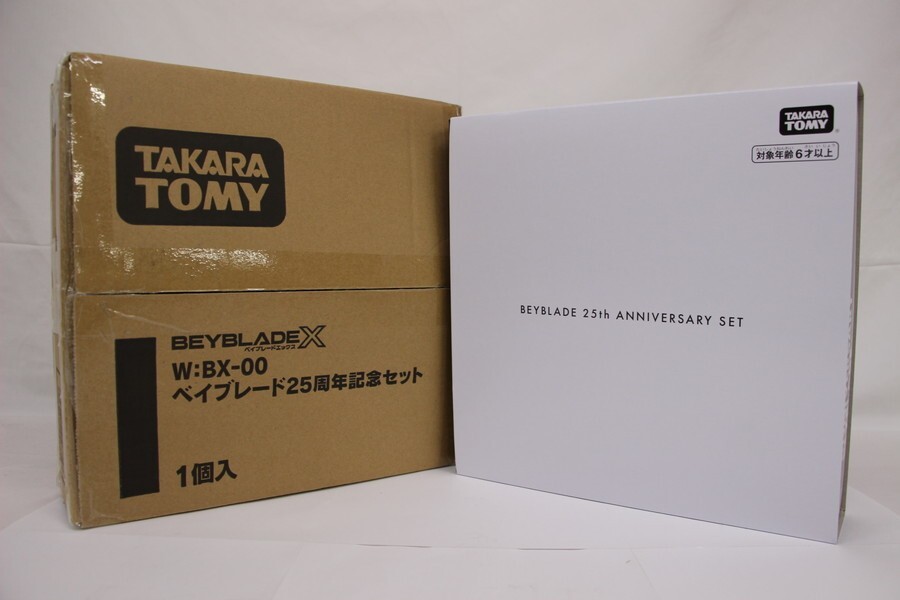 TAKARA
TOMY
BEYBLADE X
ベイブレードエックス
W:BX-00
ベイブレード25周年記念セット
1個入
TAKARA
TOMY
対象年齢6才以上
BEYBLADE 25th ANNIVERSARY SET